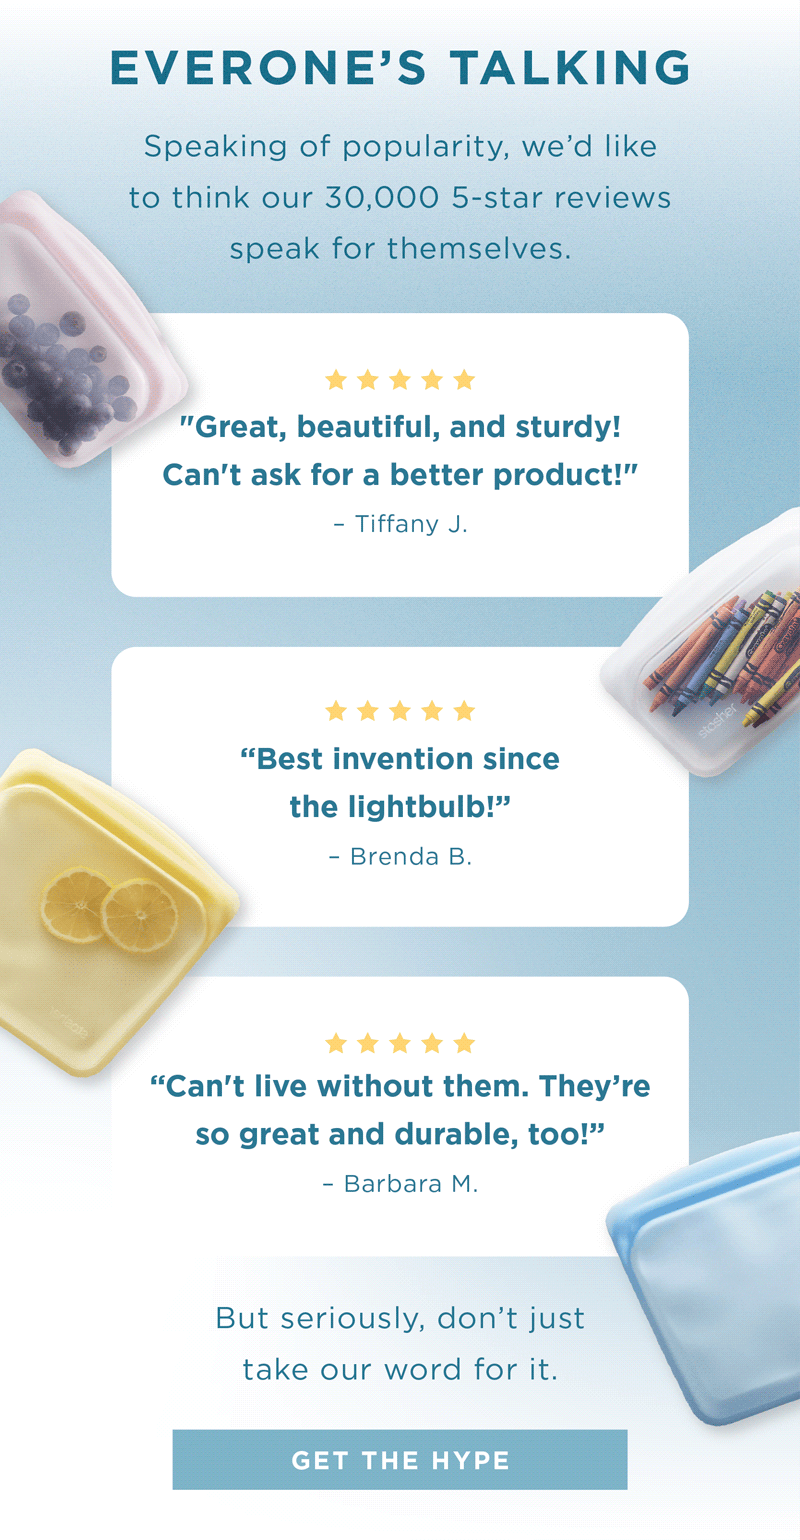 EVERONE’S TALKING
Speaking of popularity, we’d like
to think our 30,000 5-star reviews
speak for themselves.
"Great, beautiful, and sturdy!
Can't ask for a better product!"
– Tiffany J.
stasher
“Best invention since
the lightbulb!”
– Brenda B.
“Can't live without them. They’re
so great and durable, too!”
– Barbara M.
But seriously, don’t just
take our word for it.
GET THE HYPE